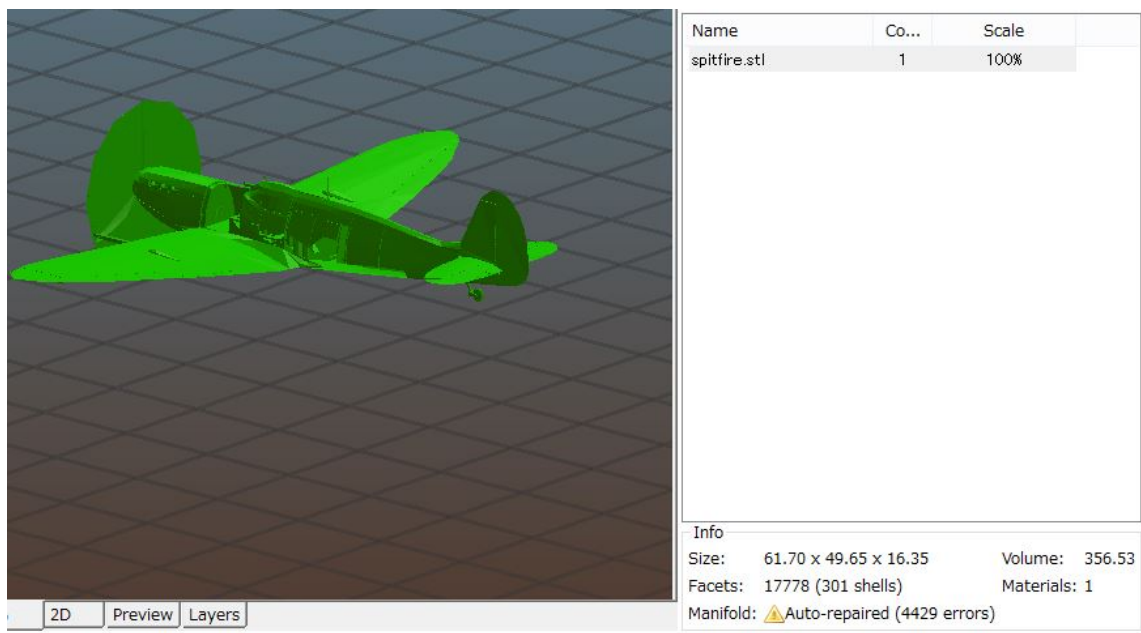 Name Co... Scale
spitfire.stl 1 100%
Info
Size: 61.70 x 49.65 x 16.35 Volume: 356.53
Facets: 17778 (301 shells) Materials: 1
Manifold: Auto-repaired (4429 errors)
2D Preview Layers